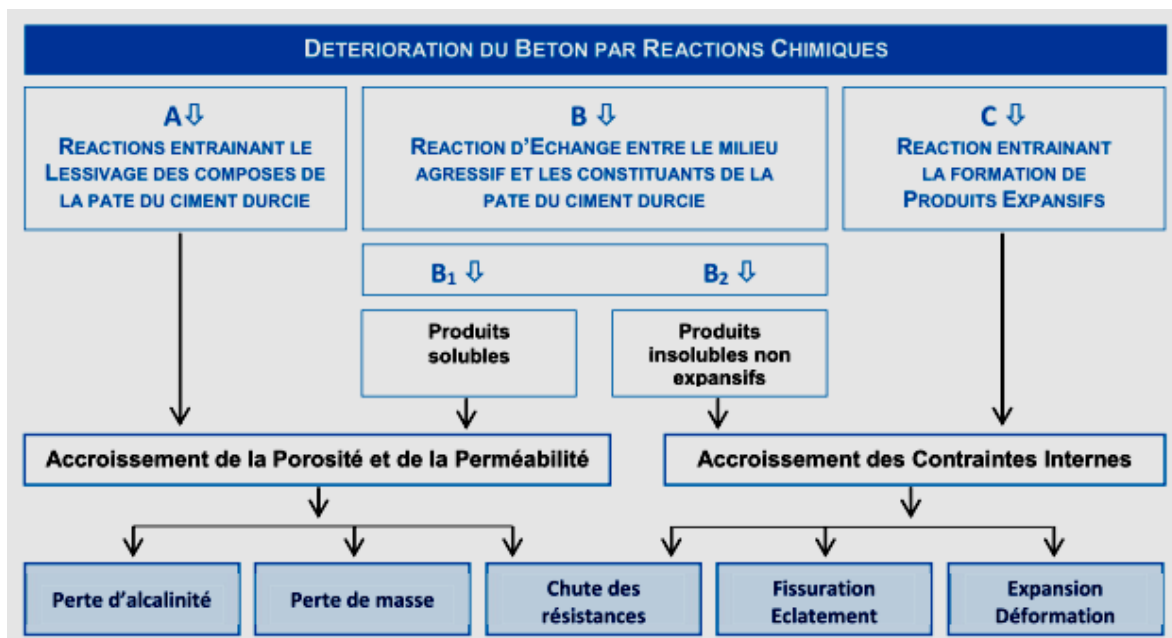 DETERIORATION DU BETON PAR REACTIONS CHIMIQUES
A
REACTIONS ENTRAINANT LE
LESSIVAGE DES COMPOSES DE
LA PATE DU CIMENT DURCIE
B
REACTION D'ECHANGE ENTRE LE MILIEU
AGRESSIF ET LES CONSTITUANTS DE LA
PATE DU CIMENT DURCIE
C
REACTION ENTRAINANT
LA FORMATION DE
PRODUITS EXPANSIFS
B₁
B₂
Produits
solubles
Produits
insolubles non
expansifs
Accroissement de la Porosité et de la Perméabilité
Accroissement des Contraintes Internes
Perte d'alcalinité
Perte de masse
Chute des
résistances
Fissuration
Eclatement
Expansion
Déformation